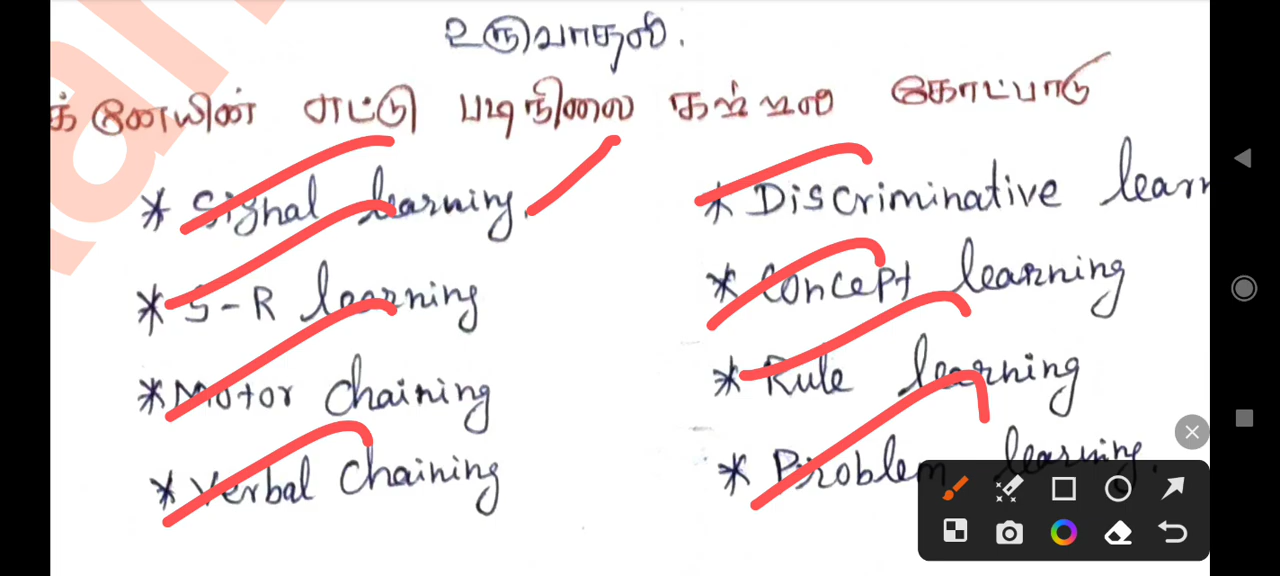 உருவாதல்.
க் னேயின் எட்டு படிநிலை கற்றல் கோட்பாடு
* Signal learning.
* S-R learning
* Motor chaining
* Verbal chaining
* Discriminative learn
* Concept learning
* Rule learning
* Problem learning.